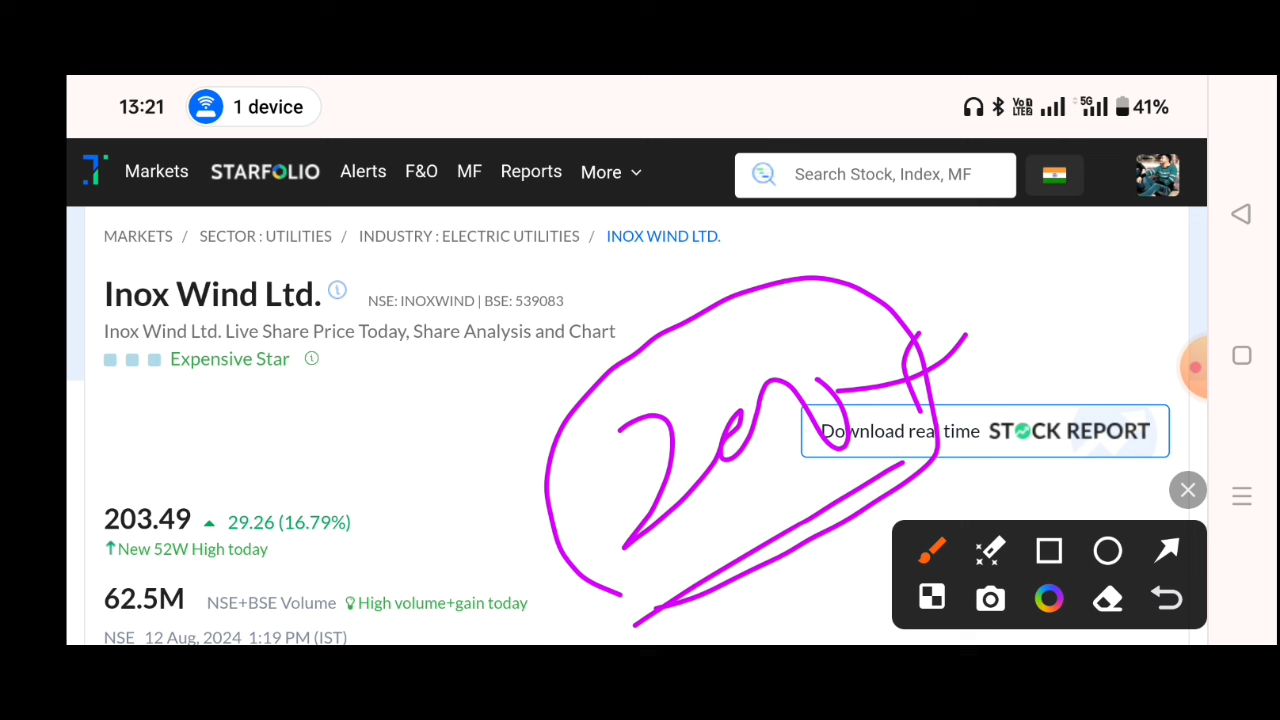 13:21 1 device VoD LTE2 5G 41%
Markets STARFOLIO Alerts F&O MF Reports More Search Stock, Index, MF
MARKETS / SECTOR : UTILITIES / INDUSTRY : ELECTRIC UTILITIES / INOX WIND LTD.
Inox Wind Ltd. NSE: INOXWIND | BSE: 539083
Inox Wind Ltd. Live Share Price Today, Share Analysis and Chart
Expensive Star
Download real time STOCK REPORT
203.49 29.26 (16.79%)
New 52W High today
62.5M NSE+BSE Volume High volume+gain today
NSE 12 Aug, 2024 1:19 PM (IST)